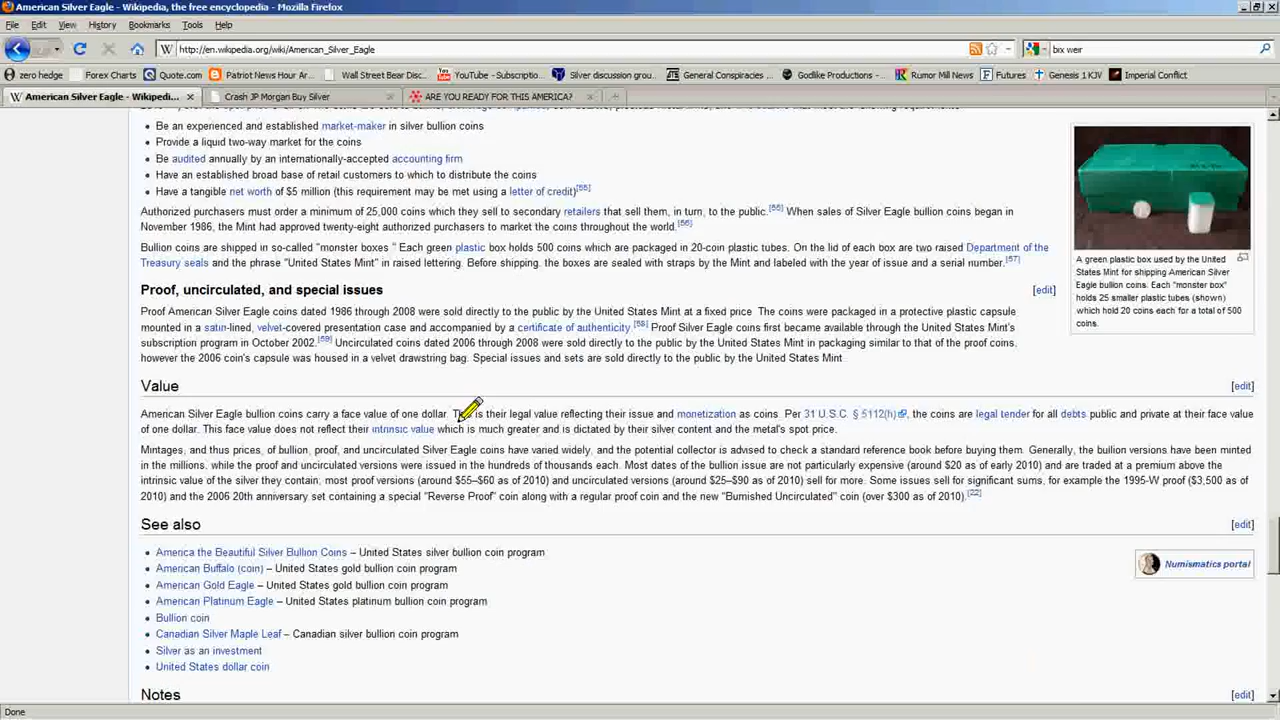 American Silver Eagle - Wikipedia, the free encyclopedia - Mozilla Firefox
File Edit View History Bookmarks Tools Help
http://en.wikipedia.org/wiki/American_Silver_Eagle
bix weir
zero hedge Forex Charts Quote.com Patriot News Hour Ar... Wall Street Bear Disc... YouTube - Subscriptio... Silver discussion grou... General Conspiracies ... Godlike Productions - ... Rumor Mill News Futures Genesis 1 KJV Imperial Conflict
American Silver Eagle - Wikipedi... Crash JP Morgan Buy Silver ARE YOU READY FOR THIS AMERICA?
Be an experienced and established market-maker in silver bullion coins
Provide a liquid two-way market for the coins
Be audited annually by an internationally-accepted accounting firm
Have an established broad base of retail customers to which to distribute the coins
Have a tangible net worth of $5 million (this requirement may be met using a letter of credit)[55]
Authorized purchasers must order a minimum of 25,000 coins which they sell to secondary retailers that sell them, in turn, to the public.[55] When sales of Silver Eagle bullion coins began in
November 1986, the Mint had approved twenty-eight authorized purchasers to market the coins throughout the world.[56]
Bullion coins are shipped in so-called "monster boxes " Each green plastic box holds 500 coins which are packaged in 20-coin plastic tubes. On the lid of each box are two raised Department of the
Treasury seals and the phrase "United States Mint" in raised lettering. Before shipping, the boxes are sealed with straps by the Mint and labeled with the year of issue and a serial number.[57]
A green plastic box used by the United
States Mint for shipping American Silver
Eagle bullion coins. Each "monster box"
holds 25 smaller plastic tubes (shown)
which hold 20 coins each for a total of 500
coins.
Proof, uncirculated, and special issues [edit]
Proof American Silver Eagle coins dated 1986 through 2008 were sold directly to the public by the United States Mint at a fixed price. The coins were packaged in a protective plastic capsule
mounted in a satin-lined, velvet-covered presentation case and accompanied by a certificate of authenticity.[58] Proof Silver Eagle coins first became available through the United States Mint's
subscription program in October 2002.[59] Uncirculated coins dated 2006 through 2008 were sold directly to the public by the United States Mint in packaging similar to that of the proof coins,
however the 2006 coin's capsule was housed in a velvet drawstring bag. Special issues and sets are sold directly to the public by the United States Mint
Value [edit]
American Silver Eagle bullion coins carry a face value of one dollar. This is their legal value reflecting their issue and monetization as coins. Per 31 U.S.C. § 5112(h), the coins are legal tender for all debts public and private at their face value
of one dollar. This face value does not reflect their intrinsic value which is much greater and is dictated by their silver content and the metal's spot price.
Mintages, and thus prices, of bullion, proof, and uncirculated Silver Eagle coins have varied widely, and the potential collector is advised to check a standard reference book before buying them. Generally, the bullion versions have been minted
in the millions, while the proof and uncirculated versions were issued in the hundreds of thousands each. Most dates of the bullion issue are not particularly expensive (around $20 as of early 2010) and are traded at a premium above the
intrinsic value of the silver they contain; most proof versions (around $55–$60 as of 2010) and uncirculated versions (around $25–$90 as of 2010) sell for more. Some issues sell for significant sums, for example the 1995-W proof ($3,500 as of
2010) and the 2006 20th anniversary set containing a special "Reverse Proof" coin along with a regular proof coin and the new "Burnished Uncirculated" coin (over $300 as of 2010).[22]
See also [edit]
America the Beautiful Silver Bullion Coins – United States silver bullion coin program
American Buffalo (coin) – United States gold bullion coin program
American Gold Eagle – United States gold bullion coin program
American Platinum Eagle – United States platinum bullion coin program
Bullion coin
Canadian Silver Maple Leaf – Canadian silver bullion coin program
Silver as an investment
United States dollar coin
Numismatics portal
Notes [edit]
Done